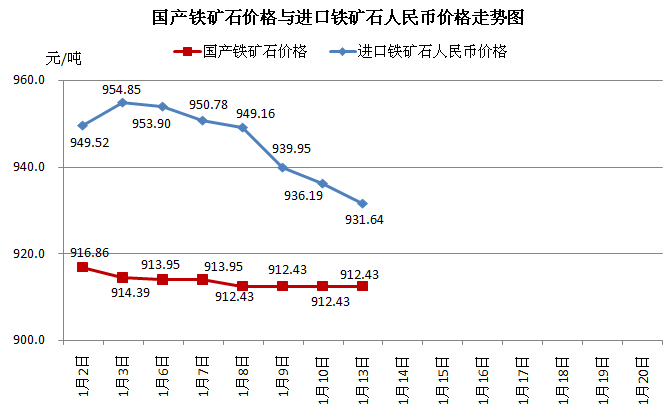 国产铁矿石价格与进口铁矿石人民币价格走势图
国产铁矿石价格 进口铁矿石人民币价格
元/吨
960.0
940.0
920.0
900.0
949.52
954.85
953.90
950.78
949.16
939.95
936.19
931.64
916.86
914.39
913.95
913.95
912.43
912.43
912.43
912.43
1月2日
1月3日
1月6日
1月7日
1月8日
1月9日
1月10日
1月13日
1月14日
1月15日
1月16日
1月17日
1月18日
1月19日
1月20日